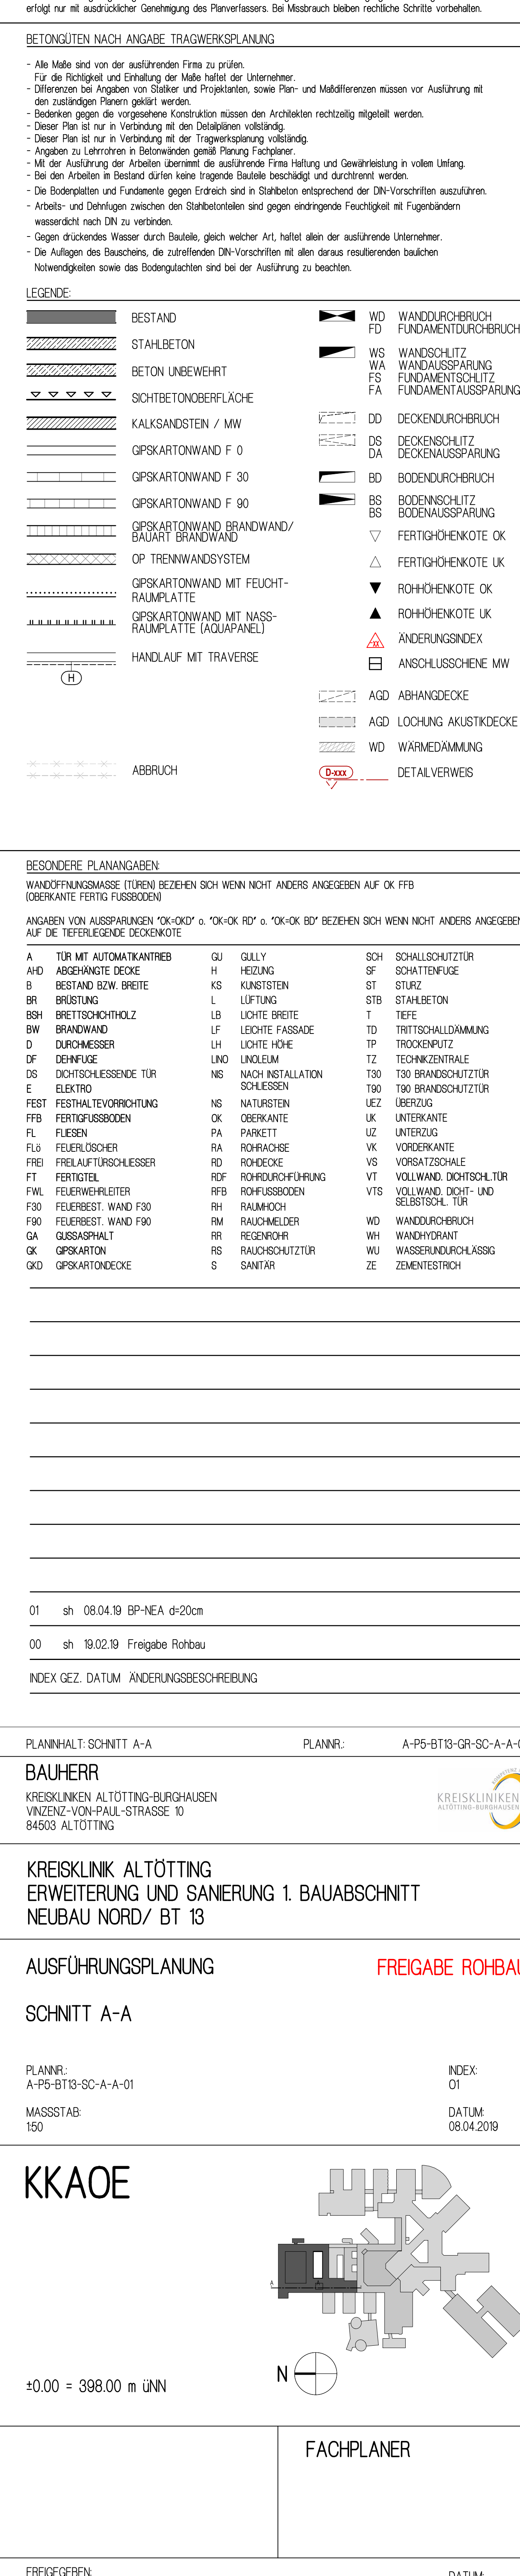 erfolgt nur mit ausdrücklicher Genehmigung des Planverfassers. Bei Missbrauch bleiben rechtliche Schritte vorbehalten.
BETONGÜTEN NACH ANGABE TRAGWERKSPLANUNG
- Alle Maße sind von der ausführenden Firma zu prüfen.
Für die Richtigkeit und Einhaltung der Maße haftet der Unternehmer.
- Differenzen bei Angaben von Statiker und Projektanten, sowie Plan- und Maßdifferenzen müssen vor Ausführung mit
den zuständigen Planern geklärt werden.
- Bedenken gegen die vorgesehene Konstruktion müssen den Architekten rechtzeitig mitgeteilt werden.
- Dieser Plan ist nur in Verbindung mit den Detailplänen vollständig.
- Dieser Plan ist nur in Verbindung mit der Tragwerksplanung vollständig.
- Angaben zu Lehrrohren in Betonwänden gemäß Planung Fachplaner.
- Mit der Ausführung der Arbeiten übernimmt die ausführende Firma Haftung und Gewährleistung in vollem Umfang.
- Bei den Arbeiten im Bestand dürfen keine tragende Bauteile beschädigt und durchtrennt werden.
- Die Bodenplatten und Fundamente gegen Erdreich sind in Stahlbeton entsprechend der DIN-Vorschriften auszuführen.
- Arbeits- und Dehnfugen zwischen den Stahlbetonteilen sind gegen eindringende Feuchtigkeit mit Fugenbändern
wasserdicht nach DIN zu verbinden.
- Gegen drückendes Wasser durch Bauteile, gleich welcher Art, haftet allein der ausführende Unternehmer.
- Die Auflagen des Bauscheins, die zutreffenden DIN-Vorschriften mit allen daraus resultierenden baulichen
Notwendigkeiten sowie das Bodengutachten sind bei der Ausführung zu beachten.
LEGENDE:
BESTAND
STAHLBETON
BETON UNBEWEHRT
SICHTBETONOBERFLÄCHE
KALKSANDSTEIN / MW
GIPSKARTONWAND F 0
GIPSKARTONWAND F 30
GIPSKARTONWAND F 90
GIPSKARTONWAND BRANDWAND/
BAUART BRANDWAND
OP TRENNWANDSYSTEM
GIPSKARTONWAND MIT FEUCHT-
RAUMPLATTE
GIPSKARTONWAND MIT NASS-
RAUMPLATTE (AQUAPANEL)
HANDLAUF MIT TRAVERSE
H
ABBRUCH
WD WANDDURCHBRUCH
FD FUNDAMENTDURCHBRUCH
WS WANDSCHLITZ
WA WANDAUSSPARUNG
FS FUNDAMENTSCHLITZ
FA FUNDAMENTAUSSPARUNG
DD DECKENDURCHBRUCH
DS DECKENSCHLITZ
DA DECKENAUSSPARUNG
BD BODENDURCHBRUCH
BS BODENNSCHLITZ
BS BODENAUSSPARUNG
FERTIGHÖHENKOTE OK
FERTIGHÖHENKOTE UK
ROHHÖHENKOTE OK
ROHHÖHENKOTE UK
XX ÄNDERUNGSINDEX
ANSCHLUSSCHIENE MW
AGD ABHANGDECKE
AGD LOCHUNG AKUSTIKDECKE
WD WÄRMEDÄMMUNG
D-xxx DETAILVERWEIS
BESONDERE PLANANGABEN:
WANDÖFFNUNGSMASSE (TÜREN) BEZIEHEN SICH WENN NICHT ANDERS ANGEGEBEN AUF OK FFB
(OBERKANTE FERTIG FUSSBODEN)
ANGABEN VON AUSSPARUNGEN "OK=OKD" o. "OK=OK RD" o. "OK=OK BD" BEZIEHEN SICH WENN NICHT ANDERS ANGEGEBEN
AUF DIE TIEFERLIEGENDE DECKENKOTE
A TÜR MIT AUTOMATIKANTRIEB
AHD ABGEHÄNGTE DECKE
B BESTAND BZW. BREITE
BR BRÜSTUNG
BSH BRETTSCHICHTHOLZ
BW BRANDWAND
D DURCHMESSER
DF DEHNFUGE
DS DICHTSCHLIESSENDE TÜR
E ELEKTRO
FEST FESTHALTEVORRICHTUNG
FFB FERTIGFUSSBODEN
FL FLIESEN
FLö FEUERLÖSCHER
FREI FREILAUFTÜRSCHLIESSER
FT FERTIGTEIL
FWL FEUERWEHRLEITER
F30 FEUERBEST. WAND F30
F90 FEUERBEST. WAND F90
GA GUSSASPHALT
GK GIPSKARTON
GKD GIPSKARTONDECKE
GU GULLY
H HEIZUNG
KS KUNSTSTEIN
L LÜFTUNG
LB LICHTE BREITE
LF LEICHTE FASSADE
LH LICHTE HÖHE
LINO LINOLEUM
NIS NACH INSTALLATION
SCHLIESSEN
NS NATURSTEIN
OK OBERKANTE
PA PARKETT
RA ROHRACHSE
RD ROHDECKE
RDF ROHRDURCHFÜHRUNG
RFB ROHFUSSBODEN
RH RAUMHOCH
RM RAUCHMELDER
RR REGENROHR
RS RAUCHSCHUTZTÜR
S SANITÄR
SCH SCHALLSCHUTZTÜR
SF SCHATTENFUGE
ST STURZ
STB STAHLBETON
T TIEFE
TD TRITTSCHALLDÄMMUNG
TP TROCKENPUTZ
TZ TECHNIKZENTRALE
T30 T30 BRANDSCHUTZTÜR
T90 T90 BRANDSCHUTZTÜR
UEZ ÜBERZUG
UK UNTERKANTE
UZ UNTERZUG
VK VORDERKANTE
VS VORSATZSCHALE
VT VOLLWAND. DICHTSCHL.TÜR
VTS VOLLWAND. DICHT- UND
SELBSTSCHL. TÜR
WD WANDDURCHBRUCH
WH WANDHYDRANT
WU WASSERUNDURCHLÄSSIG
ZE ZEMENTESTRICH
01 sh 08.04.19 BP-NEA d=20cm
00 sh 19.02.19 Freigabe Rohbau
INDEX GEZ. DATUM ÄNDERUNGSBESCHREIBUNG
PLANINHALT: SCHNITT A-A PLANNR.: A-P5-BT13-GR-SC-A-A-0
BAUHERR
KREISKLINIKEN ALTÖTTING-BURGHAUSEN
VINZENZ-VON-PAUL-STRASSE 10
84503 ALTÖTTING
KREISKLINIKEN
ALTÖTTING-BURGHAUSEN
KREISKLINIK ALTÖTTING
ERWEITERUNG UND SANIERUNG 1. BAUABSCHNITT
NEUBAU NORD/ BT 13
AUSFÜHRUNGSPLANUNG FREIGABE ROHBAU
SCHNITT A-A
PLANNR.:
A-P5-BT13-SC-A-A-01
INDEX:
01
MASSSTAB:
1:50
DATUM:
08.04.2019
KKAOE
A
N
±0.00 = 398.00 m üNN
FACHPLANER
FREIGEGEBEN:
DATUM: